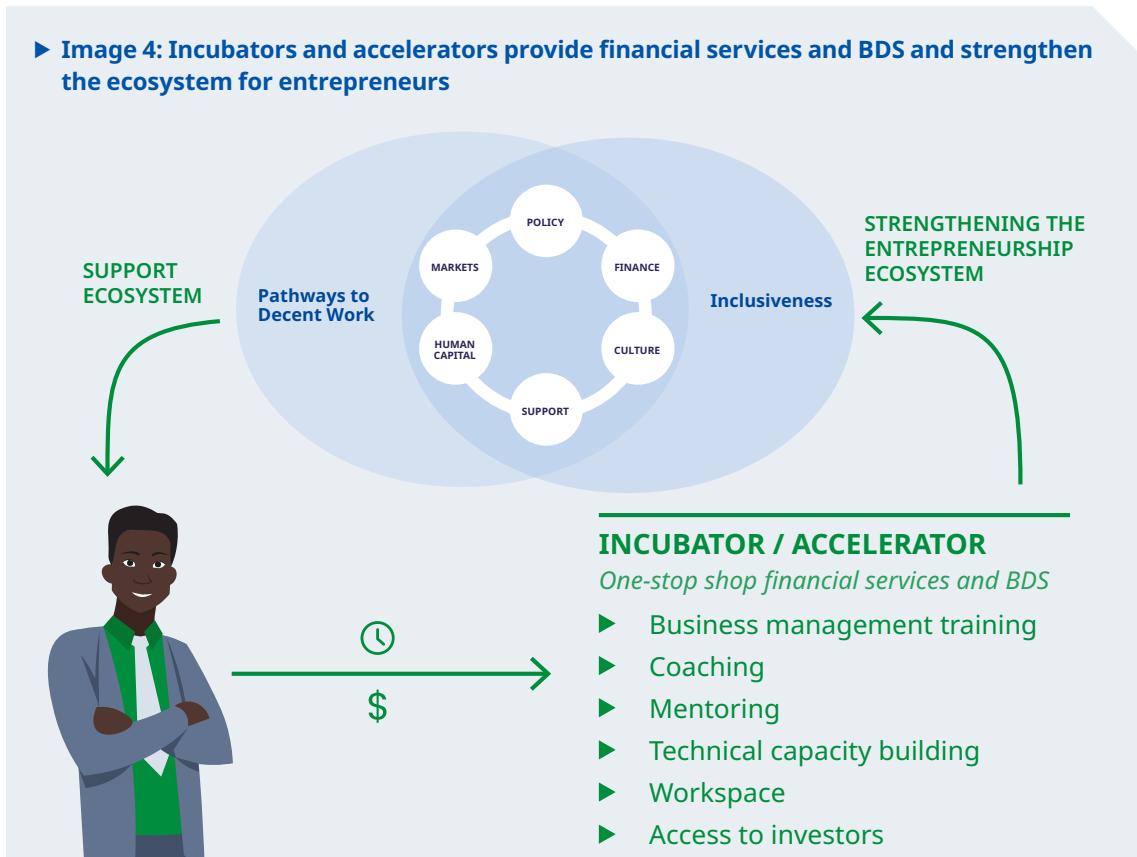 Image 4: Incubators and accelerators provide financial services and BDS and strengthen
the ecosystem for entrepreneurs
POLICY
MARKETS
FINANCE
STRENGTHENING THE
ENTREPRENEURSHIP
ECOSYSTEM
SUPPORT
ECOSYSTEM
Pathways to
Decent Work
Inclusiveness
HUMAN
CAPITAL
CULTURE
SUPPORT
INCUBATOR / ACCELERATOR
One-stop shop financial services and BDS
Business management training
Coaching
$
Mentoring
Technical capacity building
Workspace
Access to investors